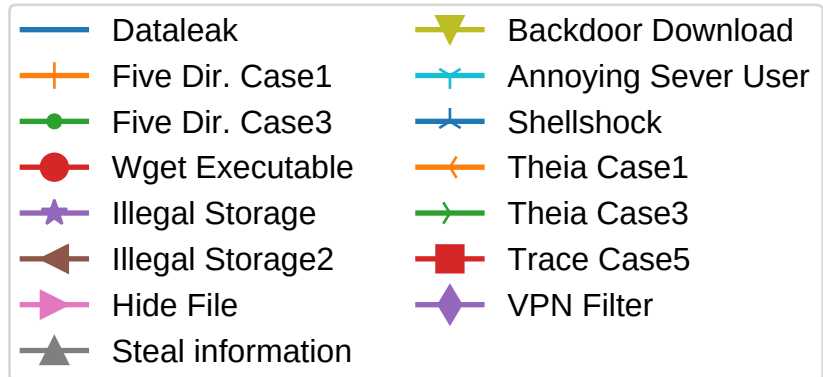 Dataleak
Five Dir. Case1
Five Dir. Case3
Wget Executable
Illegal Storage
Illegal Storage2
Hide File
Steal information
Backdoor Download
Annoying Sever User
Shellshock
Theia Case1
Theia Case3
Trace Case5
VPN Filter